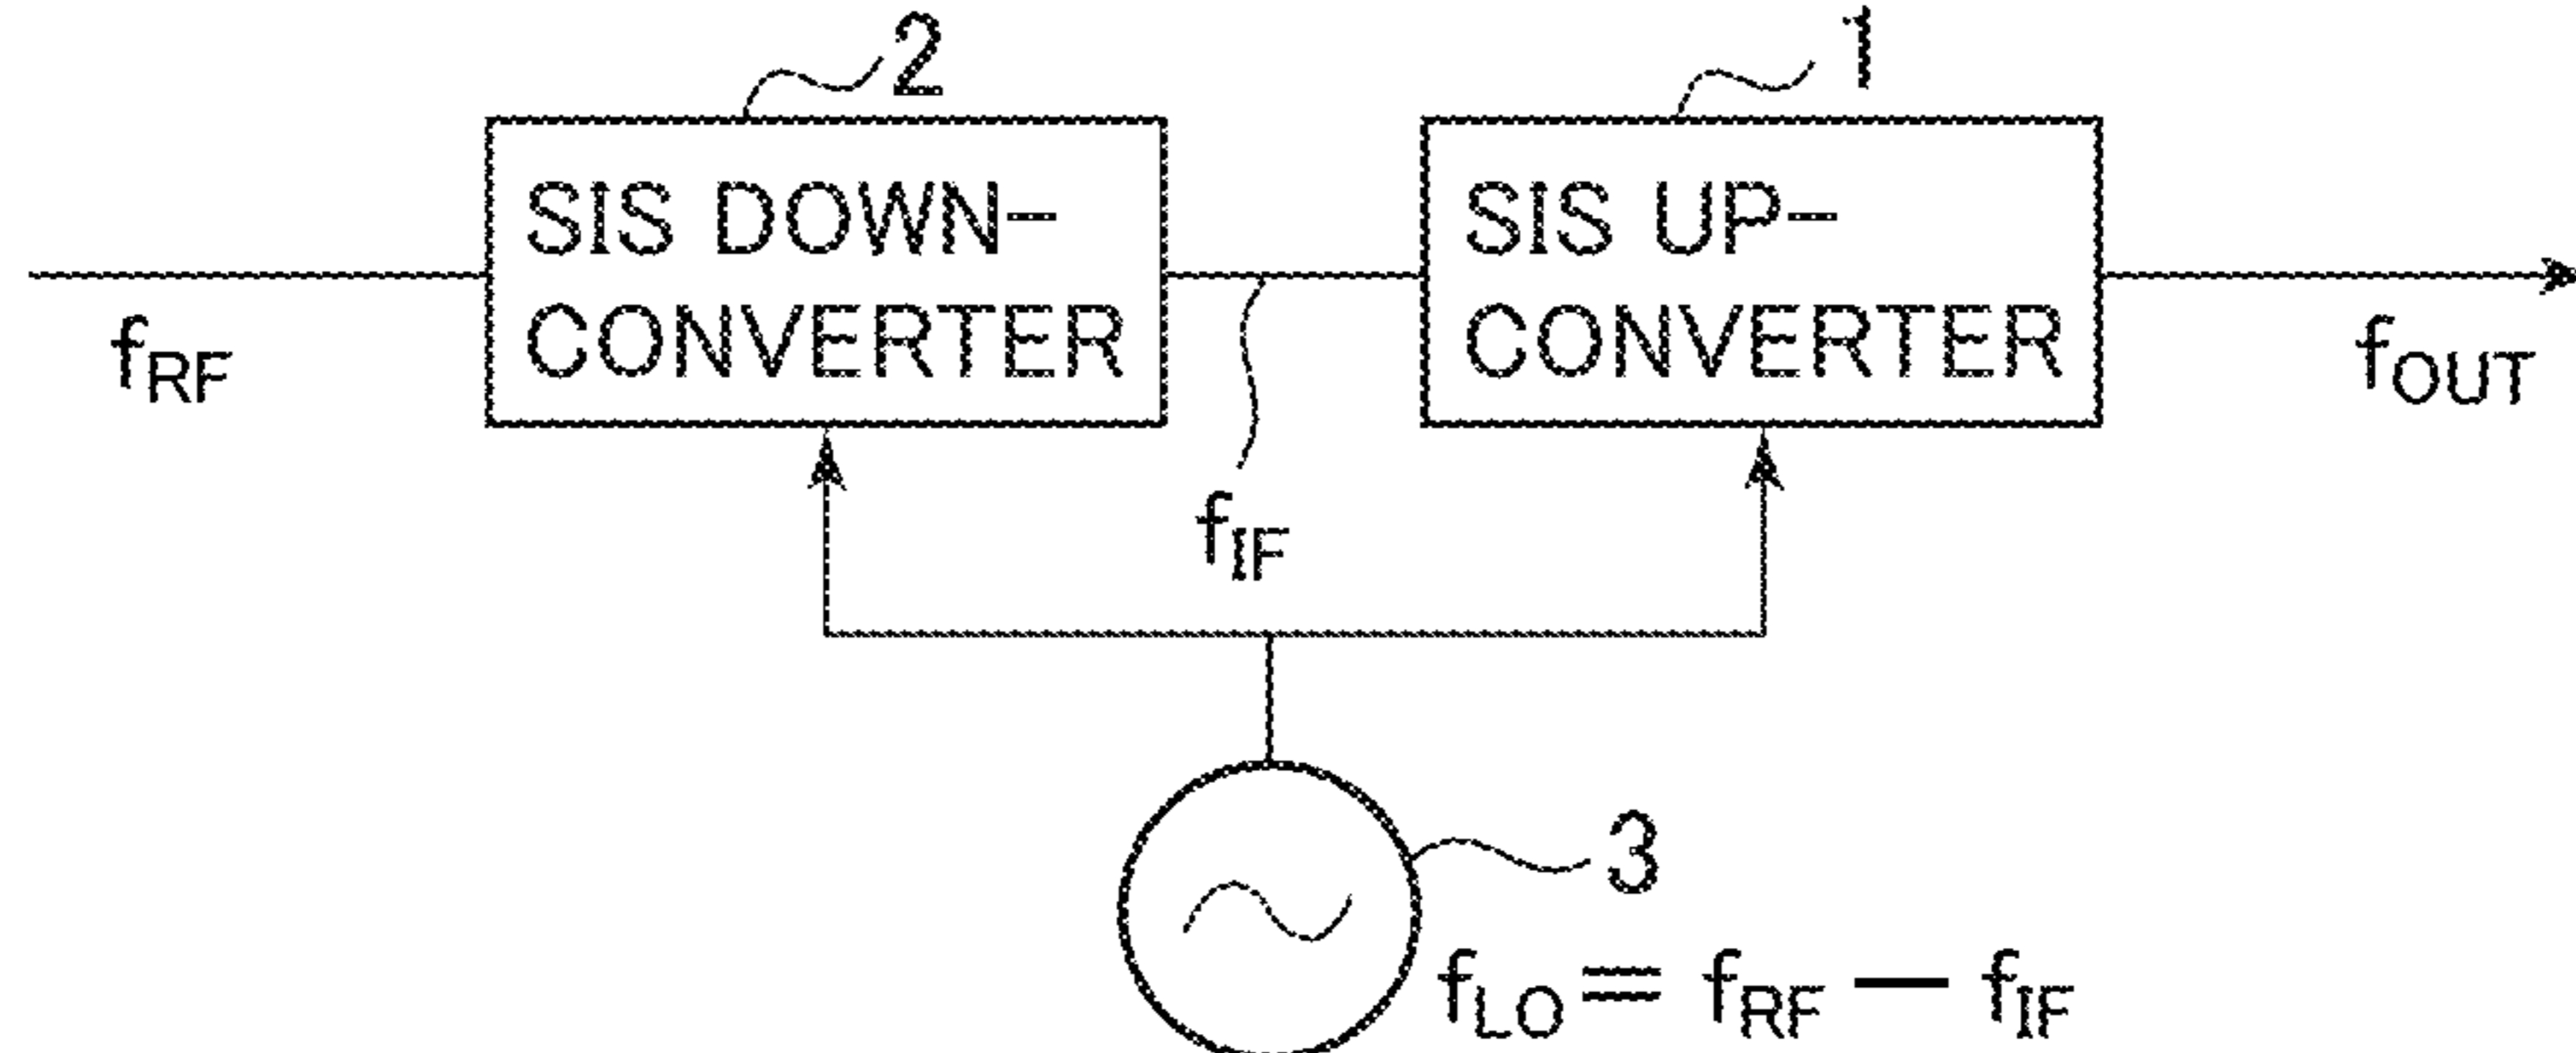 2
1
SIS DOWN-
CONVERTER
SIS UP-
CONVERTER
fRF
fIF
fOUT
3
fLO = fRF — fIF